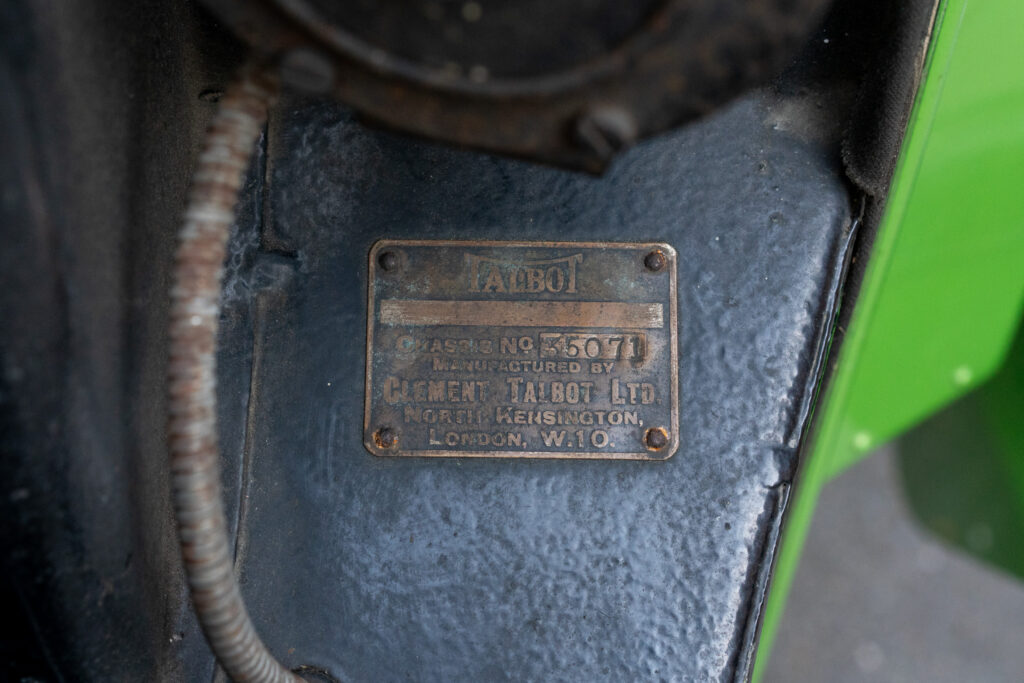 TALBOT
CHASSIS NO 35071
MANUFACTURED BY
CLEMENT TALBOT LTD.
NORTH KENSINGTON,
LONDON, W.10.